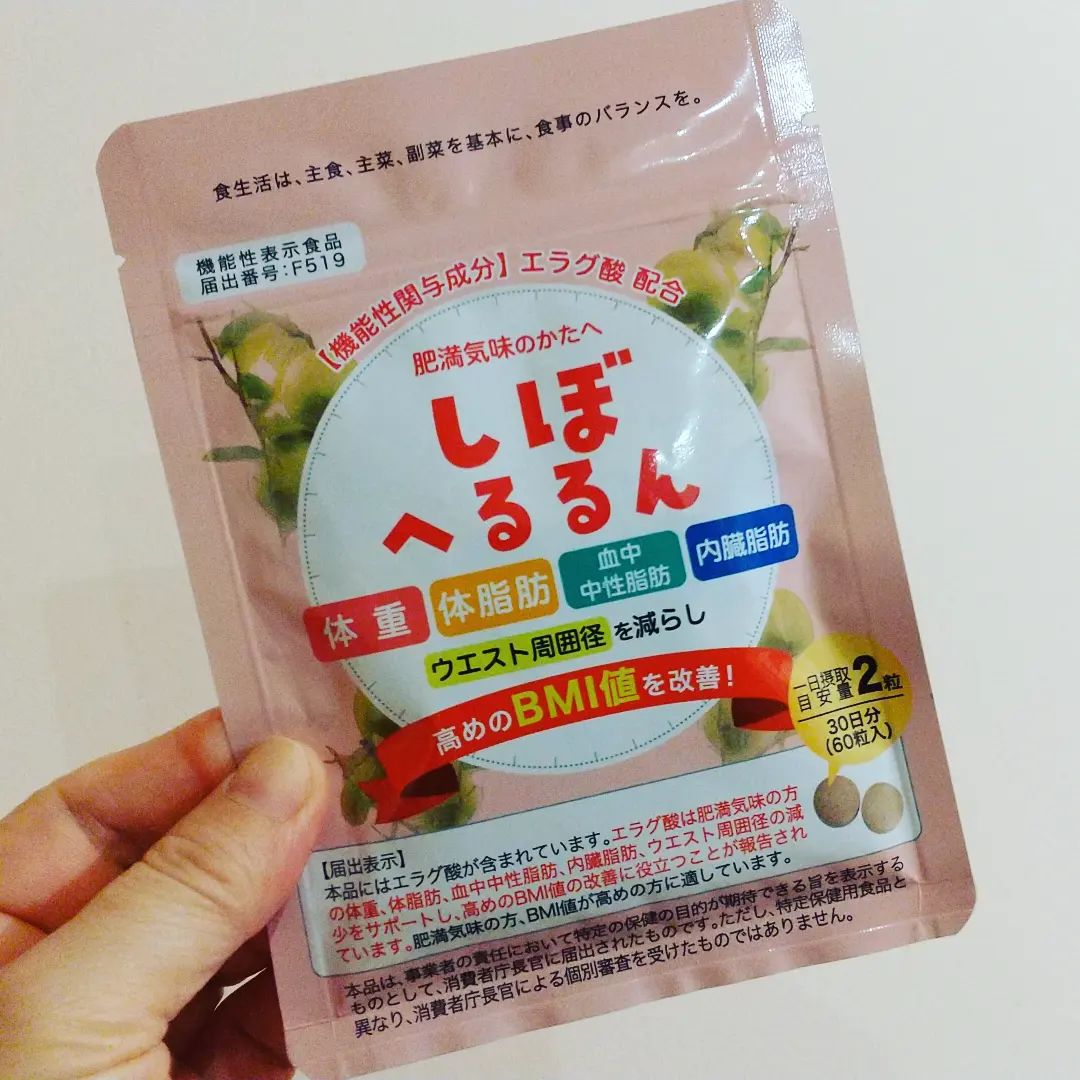 食生活は、主食、主菜、副菜を基本に、食事のバランスを。
機能性表示食品
届出番号:F519
【機能性関与成分】エラグ酸 配合
肥満気味のかたへ
しぼ
へるるん
体重
体脂肪
血中
中性脂肪
内臓脂肪
ウエスト周囲径を減らし
高めのBMI値を改善!
一日摂取
目安量2粒
30日分
(60粒入)
【届出表示】
本品にはエラグ酸が含まれています。エラグ酸は肥満気味の方
の体重、体脂肪、血中中性脂肪、内臓脂肪、ウエスト周囲径の減
少をサポートし、高めのBMI値の改善に役立つことが報告され
ています。肥満気味の方、BMI値が高めの方に適しています。
本品は、事業者の責任において特定の保健の目的が期待できる旨を表示する
ものとして、消費者庁長官に届出されたものです。ただし、特定保健用食品と
異なり、消費者庁長官による個別審査を受けたものではありません。